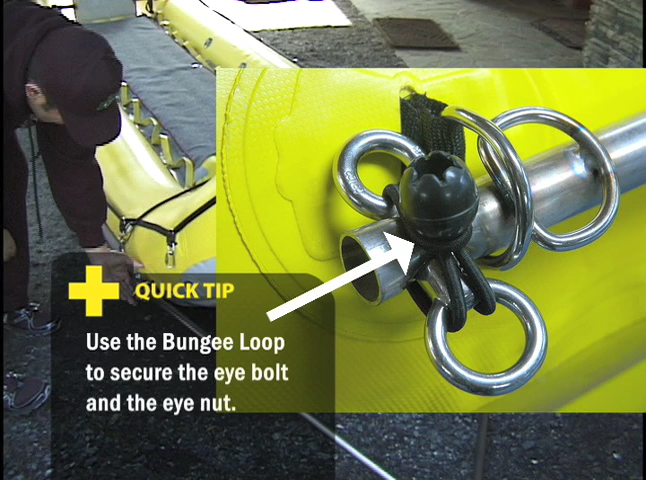 QUICK TIP
Use the Bungee Loop
to secure the eye bolt
and the eye nut.